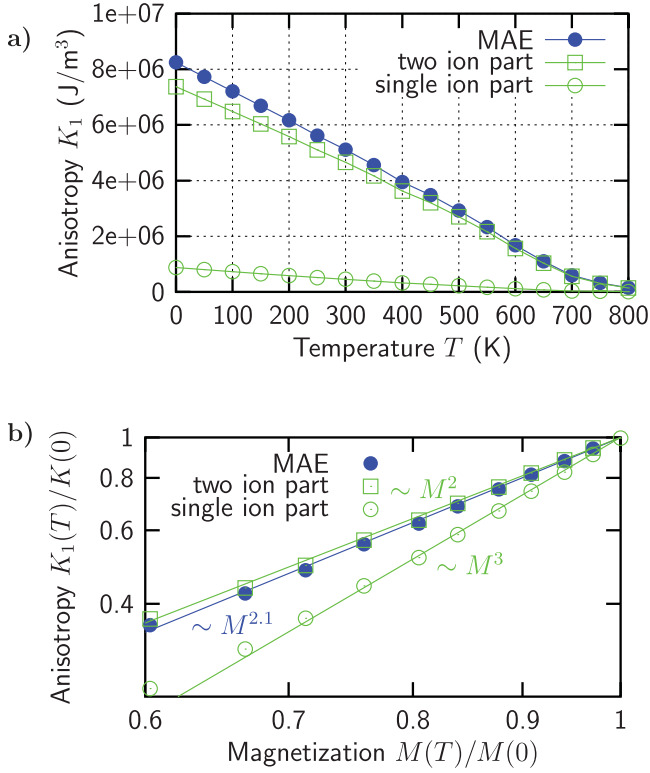 a)
1e+07
8e+06
6e+06
4e+06
2e+06
0
Anisotropy K₁ (J/m³)
MAE
two ion part
single ion part
0 100 200 300 400 500 600 700 800
Temperature T (K)
b)
1
0.8
0.6
0.4
Anisotropy K₁(T)/K(0)
MAE
two ion part
single ion part
∼ M²
∼ M³
∼ M²·¹
0.6 0.7 0.8 0.9 1
Magnetization M(T)/M(0)